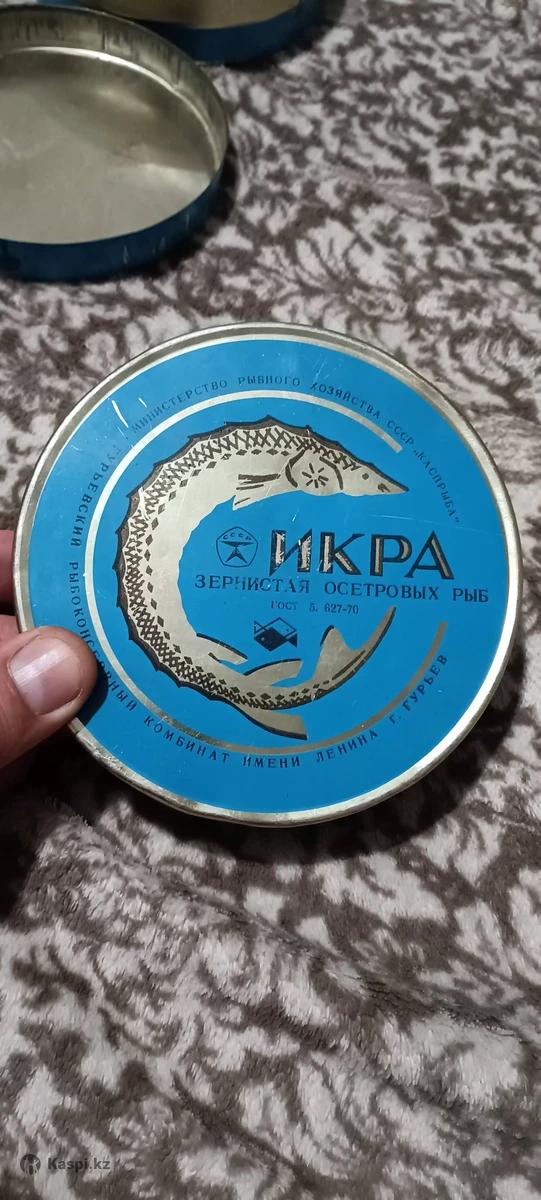 МИНИСТЕРСТВО РЫБНОГО ХОЗЯЙСТВА СССР „КАСПРЫБА“
СССР
ИКРА
ЗЕРНИСТАЯ ОСЕТРОВЫХ РЫБ
ГОСТ 5. 627-70
ГУРЬЕВСКИЙ РЫБОКОНСЕРВНЫЙ КОМБИНАТ ИМЕНИ ЛЕНИНА Г. ГУРЬЕВ
Kaspi.kz